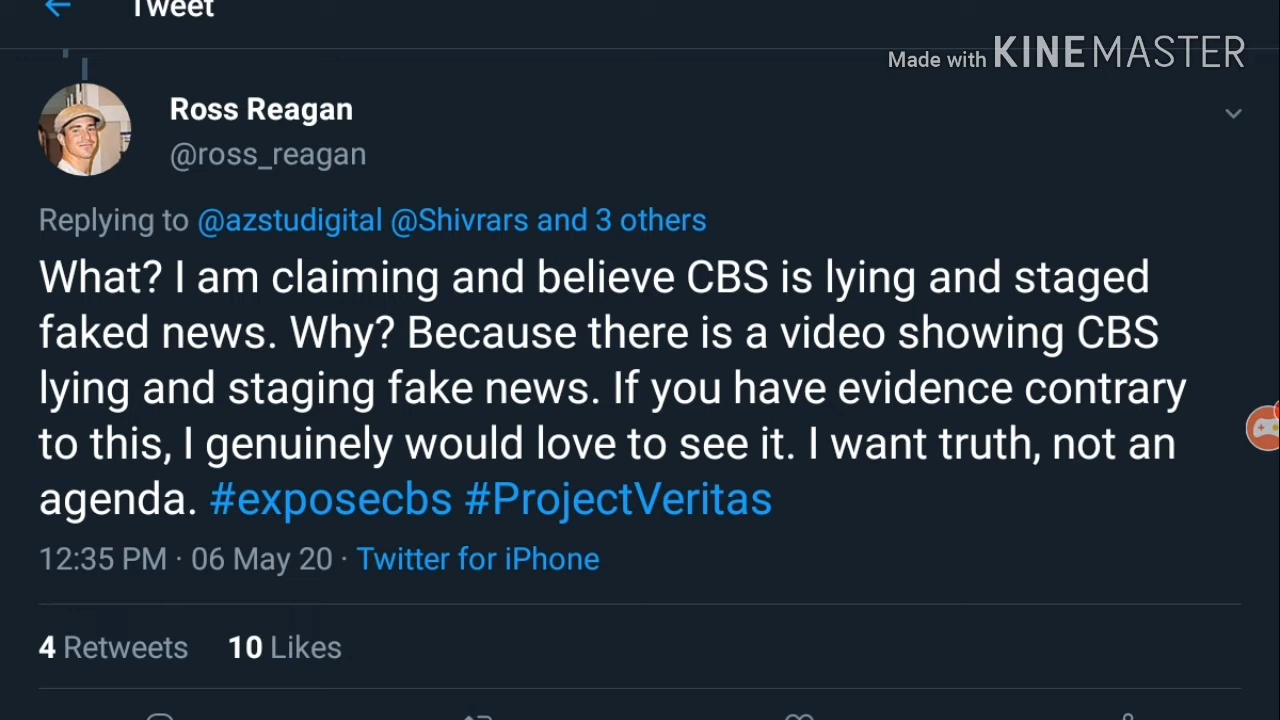 Tweet
Made with KINEMASTER
Ross Reagan
@ross_reagan
Replying to @azstudigital @Shivrars and 3 others
What? I am claiming and believe CBS is lying and staged
faked news. Why? Because there is a video showing CBS
lying and staging fake news. If you have evidence contrary
to this, I genuinely would love to see it. I want truth, not an
agenda. #exposecbs #ProjectVeritas
12:35 PM · 06 May 20 · Twitter for iPhone
4 Retweets 10 Likes